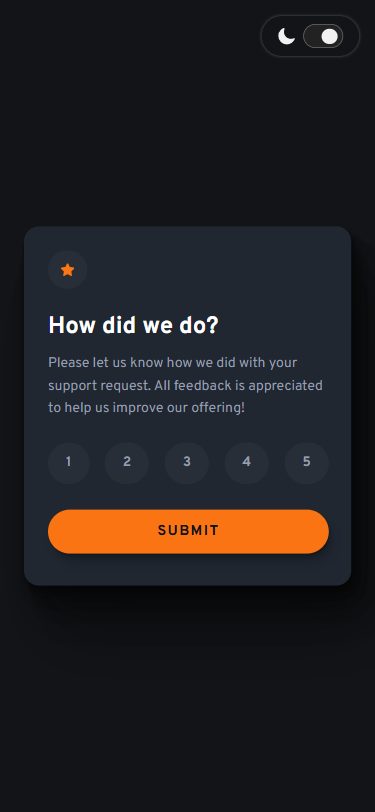 How did we do?
Please let us know how we did with your
support request. All feedback is appreciated
to help us improve our offering!
1 2 3 4 5
SUBMIT